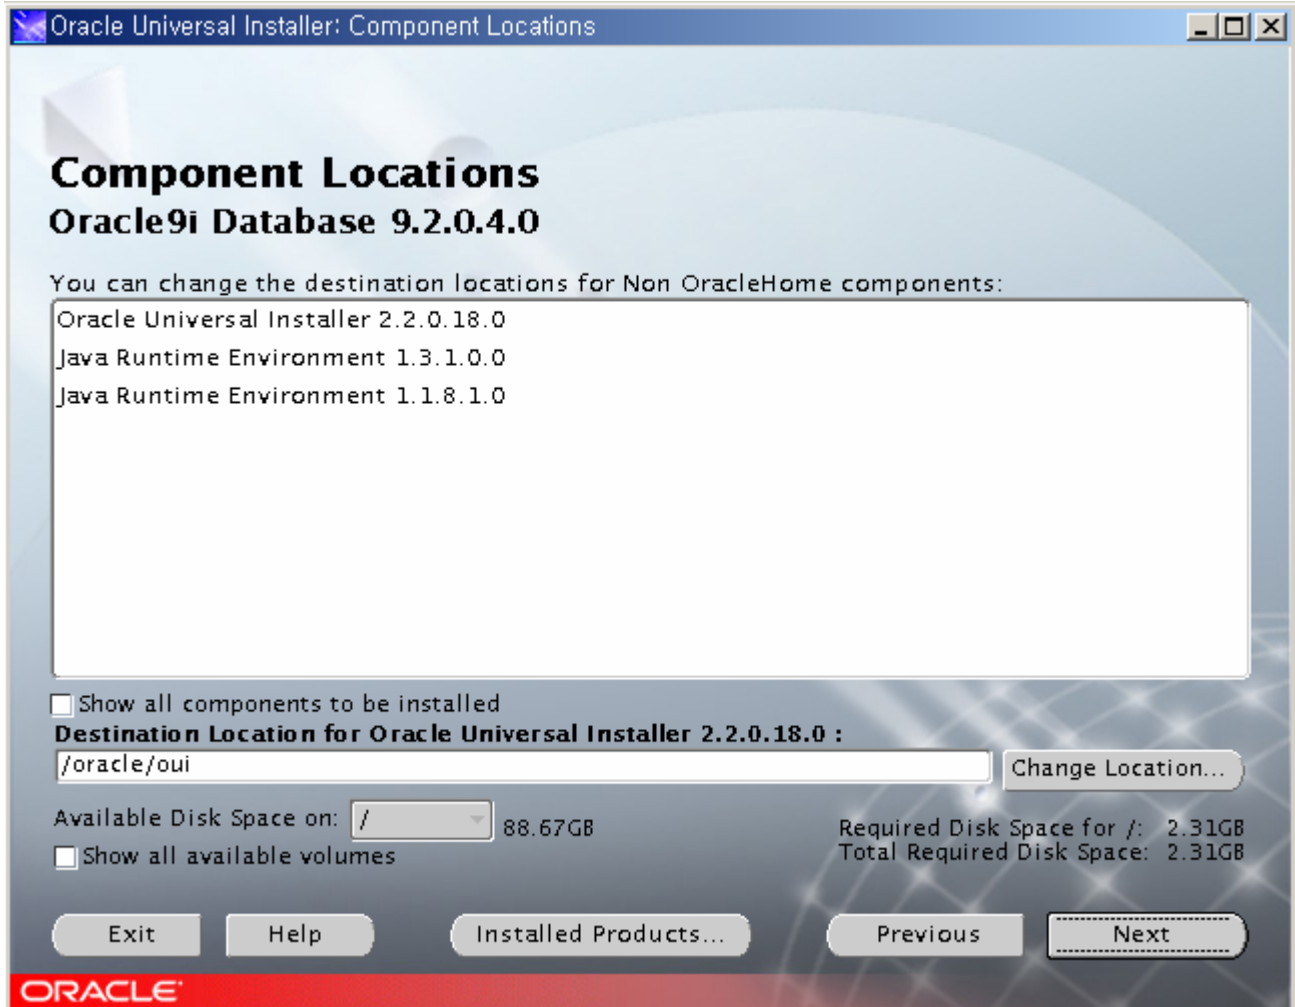 Oracle Universal Installer: Component Locations
Component Locations
Oracle9i Database 9.2.0.4.0
You can change the destination locations for Non OracleHome components:
Oracle Universal Installer 2.2.0.18.0
Java Runtime Environment 1.3.1.0.0
Java Runtime Environment 1.1.8.1.0
Show all components to be installed
Destination Location for Oracle Universal Installer 2.2.0.18.0 :
/oracle/oui
Change Location...
Available Disk Space on: / 88.67GB
Required Disk Space for /: 2.31GB
Show all available volumes
Total Required Disk Space: 2.31GB
Exit Help Installed Products... Previous Next
ORACLE